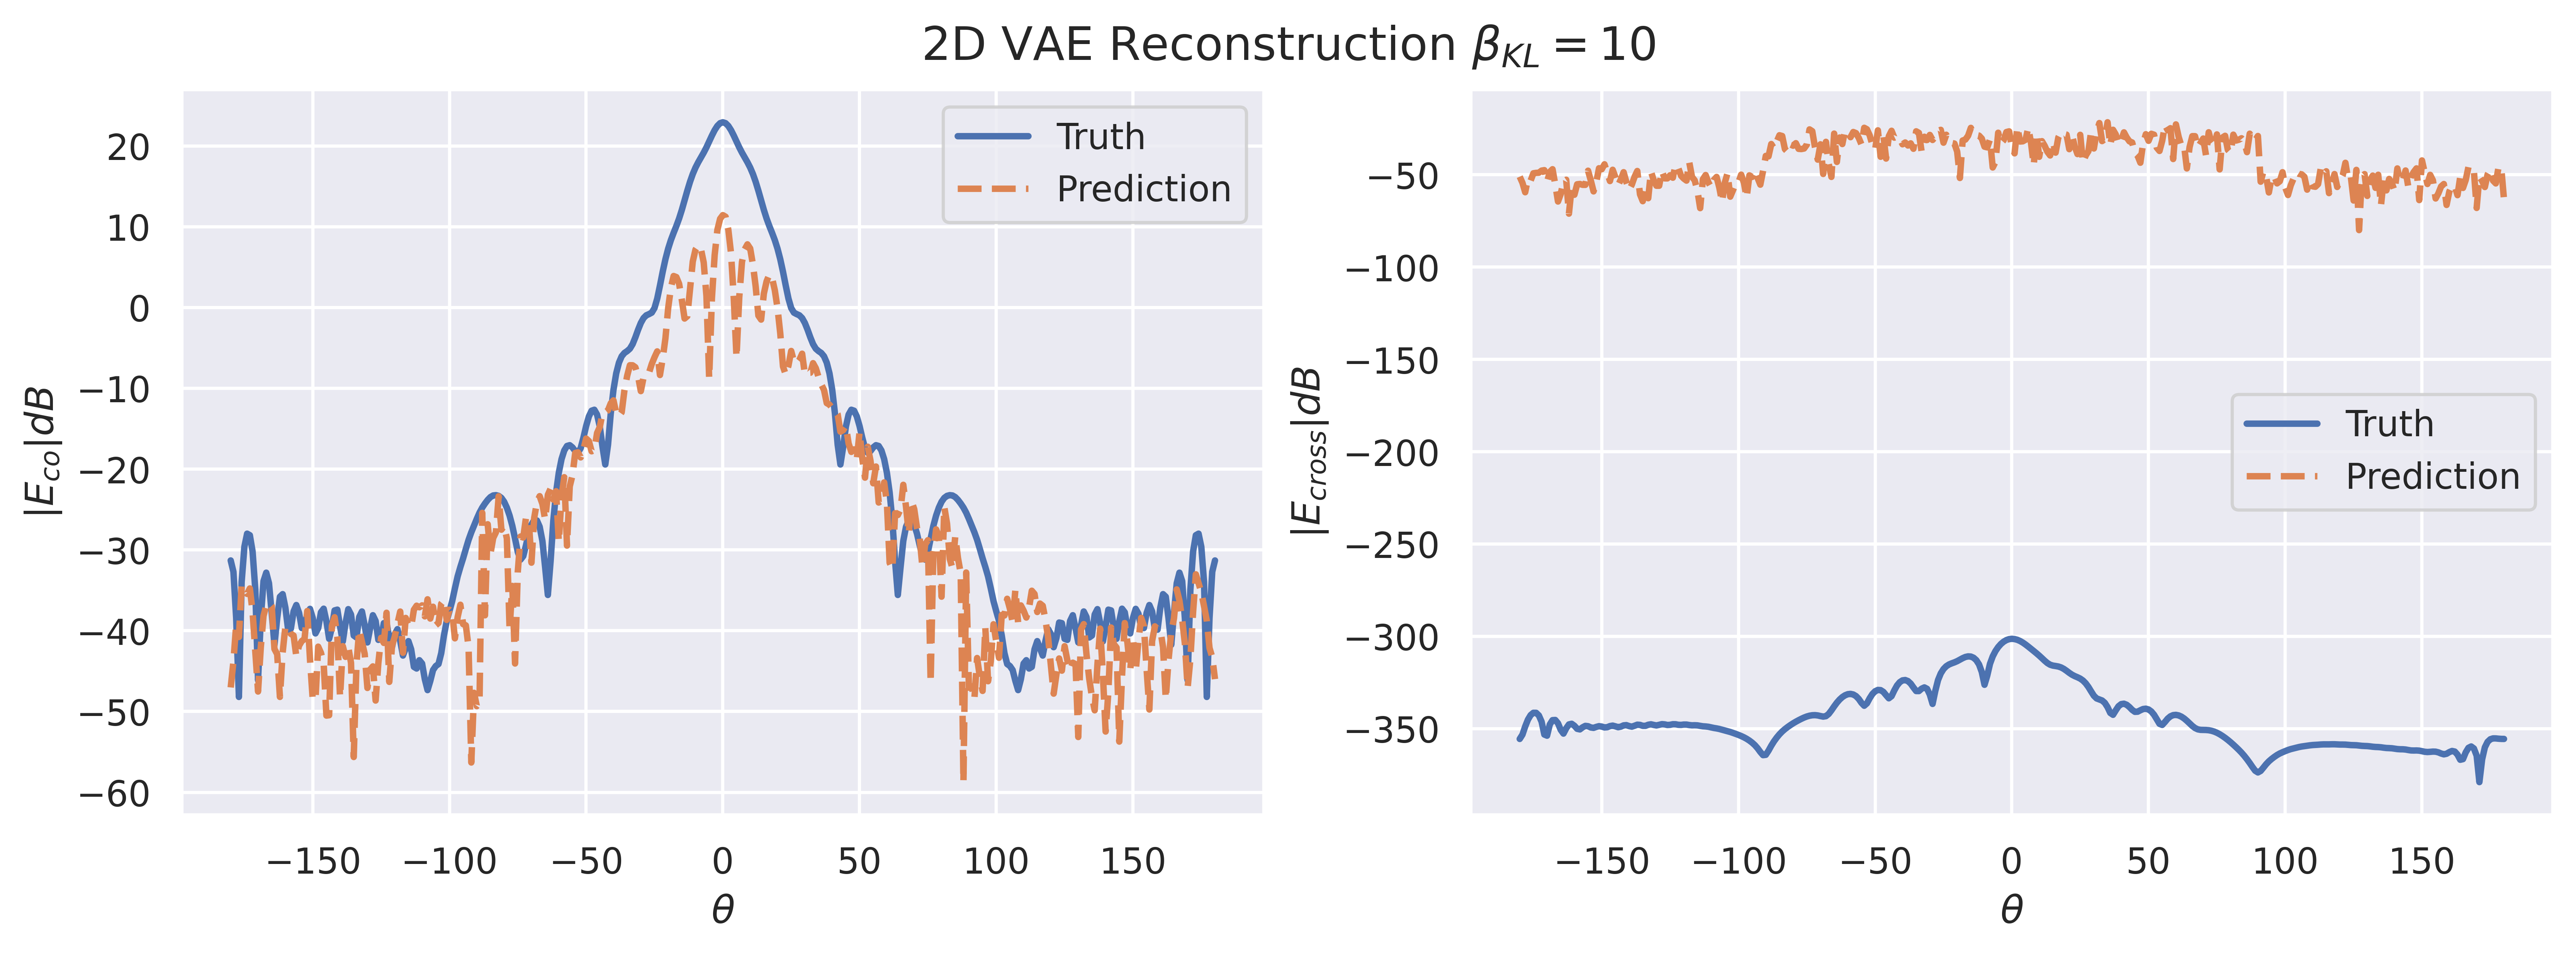 2D VAE Reconstruction β_KL = 10
|E_co|dB
20
10
0
−10
−20
−30
−40
−50
−60
−150 −100 −50 0 50 100 150
θ
Truth
Prediction
|E_cross|dB
−50
−100
−150
−200
−250
−300
−350
−150 −100 −50 0 50 100 150
θ
Truth
Prediction